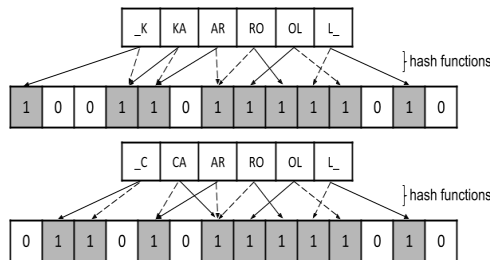 _K KA AR RO OL L_
hash functions
1 0 0 1 1 0 1 1 1 1 1 0 1 0
_C CA AR RO OL L_
hash functions
0 1 1 0 1 0 1 1 1 1 1 0 1 0